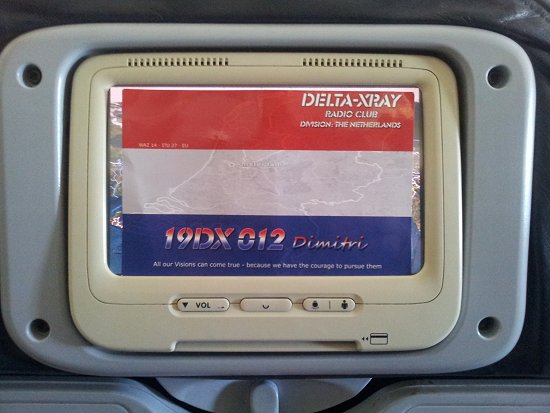 DELTA-XRAY
RADIO CLUB
DIVISION: THE NETHERLANDS
WAZ 14 - ITU 27 - EU
19DX 012 Dimitri
All our Visions can come true - because we have the courage to pursue them
VOL